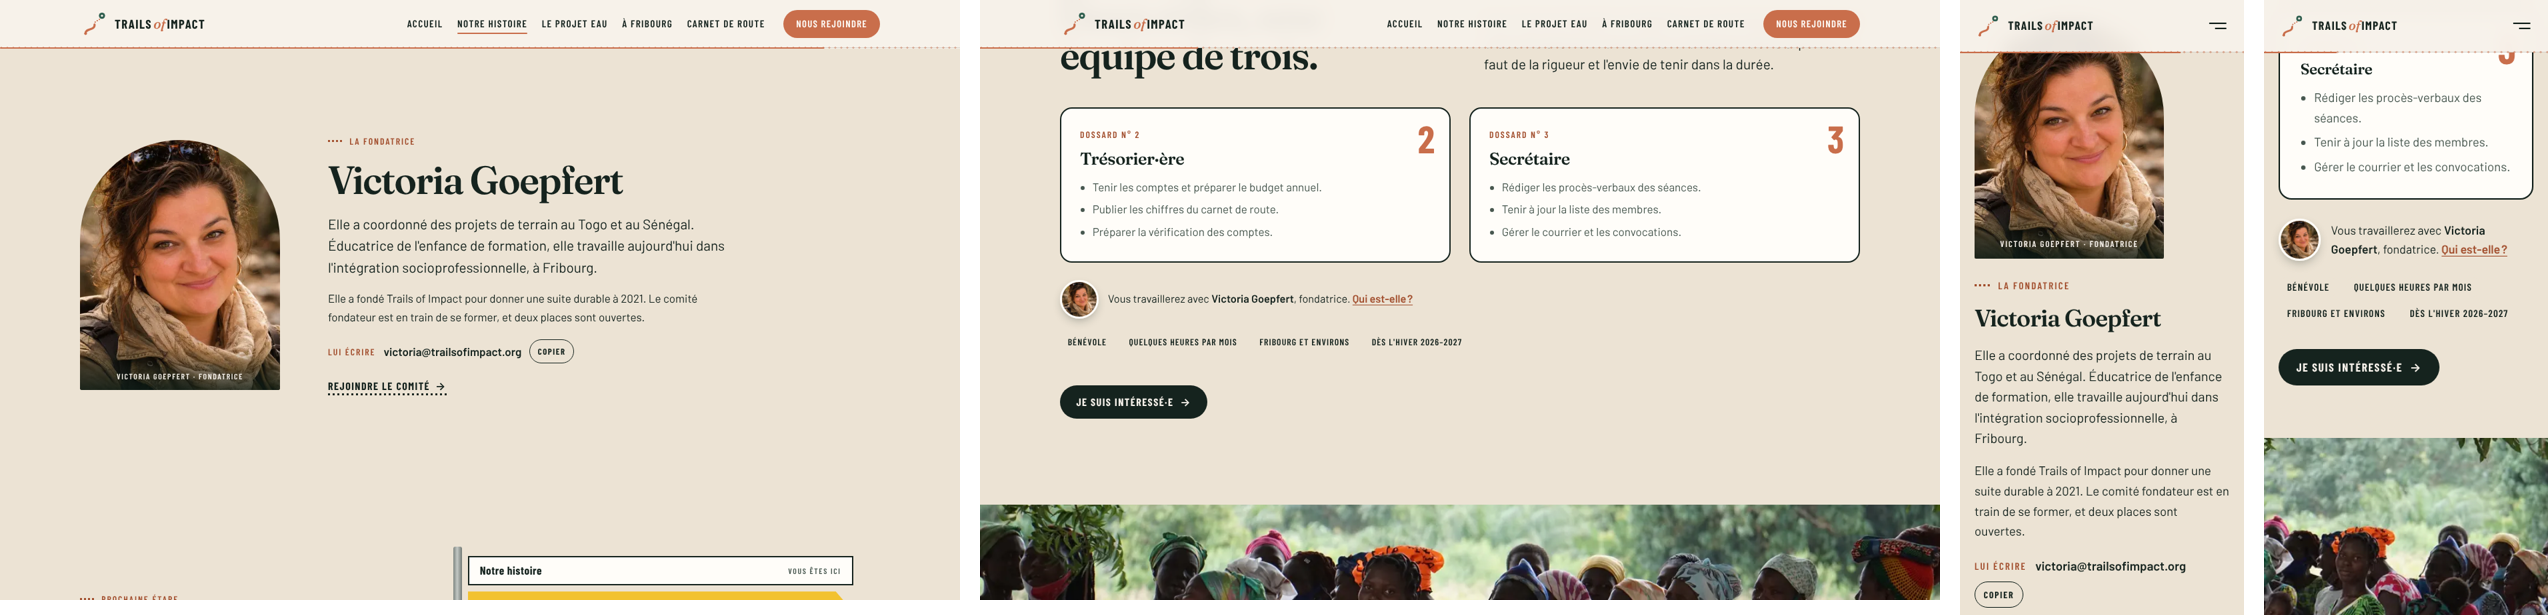 TRAILS of IMPACT
ACCUEIL NOTRE HISTOIRE LE PROJET EAU À FRIBOURG CARNET DE ROUTE NOUS REJOINDRE
VICTORIA GOEPFERT · FONDATRICE
LA FONDATRICE
Victoria Goepfert
Elle a coordonné des projets de terrain au Togo et au Sénégal.
Éducatrice de l'enfance de formation, elle travaille aujourd'hui dans
l'intégration socioprofessionnelle, à Fribourg.
Elle a fondé Trails of Impact pour donner une suite durable à 2021. Le comité
fondateur est en train de se former, et deux places sont ouvertes.
LUI ÉCRIRE victoria@trailsofimpact.org COPIER
REJOINDRE LE COMITÉ →
PROCHAINE ÉTAPE
Notre histoire VOUS ÊTES ICI
TRAILS of IMPACT
ACCUEIL NOTRE HISTOIRE LE PROJET EAU À FRIBOURG CARNET DE ROUTE NOUS REJOINDRE
équipe de trois.
faut de la rigueur et l'envie de tenir dans la durée.
DOSSARD N° 2
2
Trésorier·ère
• Tenir les comptes et préparer le budget annuel.
• Publier les chiffres du carnet de route.
• Préparer la vérification des comptes.
DOSSARD N° 3
3
Secrétaire
• Rédiger les procès-verbaux des séances.
• Tenir à jour la liste des membres.
• Gérer le courrier et les convocations.
Vous travaillerez avec Victoria Goepfert, fondatrice. Qui est-elle ?
BÉNÉVOLE QUELQUES HEURES PAR MOIS FRIBOURG ET ENVIRONS DÈS L'HIVER 2026-2027
JE SUIS INTÉRESSÉ·E →
TRAILS of IMPACT
VICTORIA GOEPFERT · FONDATRICE
LA FONDATRICE
Victoria Goepfert
Elle a coordonné des projets de terrain au
Togo et au Sénégal. Éducatrice de l'enfance
de formation, elle travaille aujourd'hui dans
l'intégration socioprofessionnelle, à
Fribourg.
Elle a fondé Trails of Impact pour donner une
suite durable à 2021. Le comité fondateur est en
train de se former, et deux places sont
ouvertes.
LUI ÉCRIRE victoria@trailsofimpact.org
COPIER
TRAILS of IMPACT
Secrétaire
• Rédiger les procès-verbaux des
séances.
• Tenir à jour la liste des membres.
• Gérer le courrier et les convocations.
Vous travaillerez avec Victoria
Goepfert, fondatrice. Qui est-elle ?
BÉNÉVOLE QUELQUES HEURES PAR MOIS
FRIBOURG ET ENVIRONS DÈS L'HIVER 2026-2027
JE SUIS INTÉRESSÉ·E →